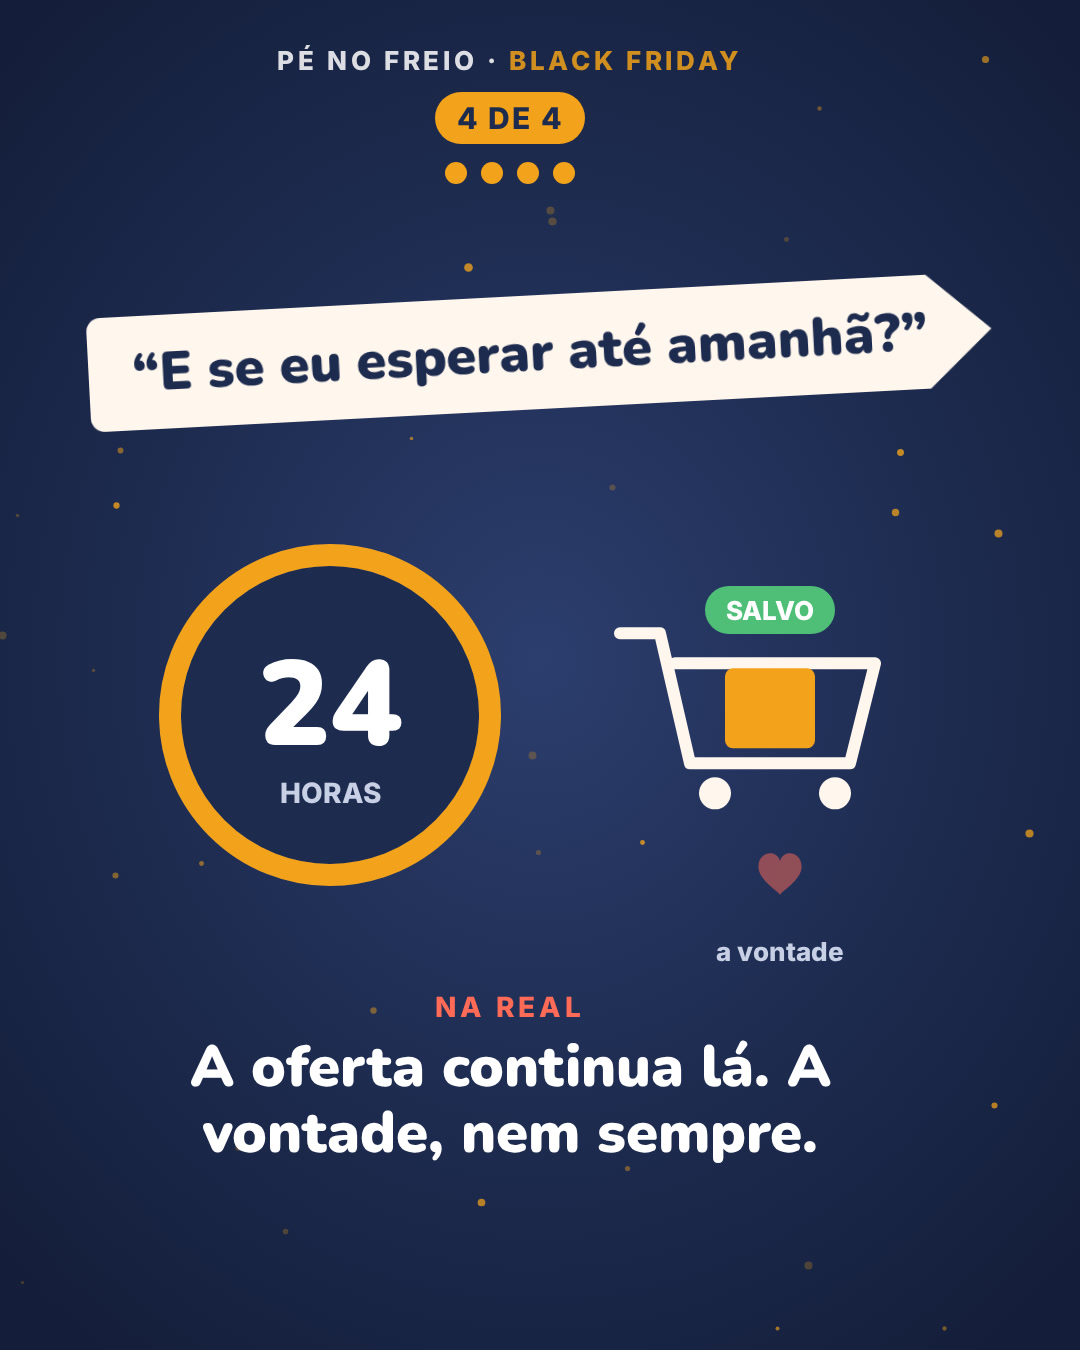 PÉ NO FREIO · BLACK FRIDAY
4 DE 4
“E se eu esperar até amanhã?”
24
HORAS
SALVO
a vontade
NA REAL
A oferta continua lá. A
vontade, nem sempre.